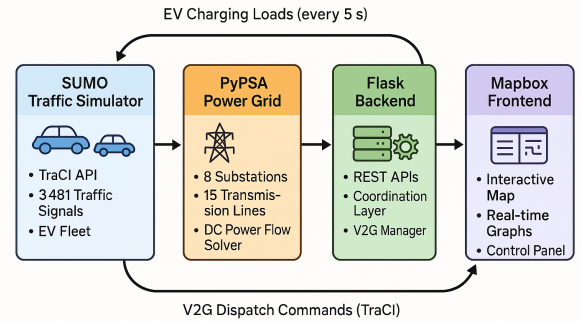 EV Charging Loads (every 5 s)
SUMO
Traffic Simulator
• TraCI API
• 3 481 Traffic
Signals
• EV Fleet
PyPSA
Power Grid
• 8 Substations
• 15 Transmis-
sion Lines
• DC Power Flow
Solver
Flask
Backend
• REST APIs
• Coordination
Layer
• V2G Manager
Mapbox
Frontend
• Interactive
Map
• Real-time
Graphs
• Control Panel
V2G Dispatch Commands (TraCI)